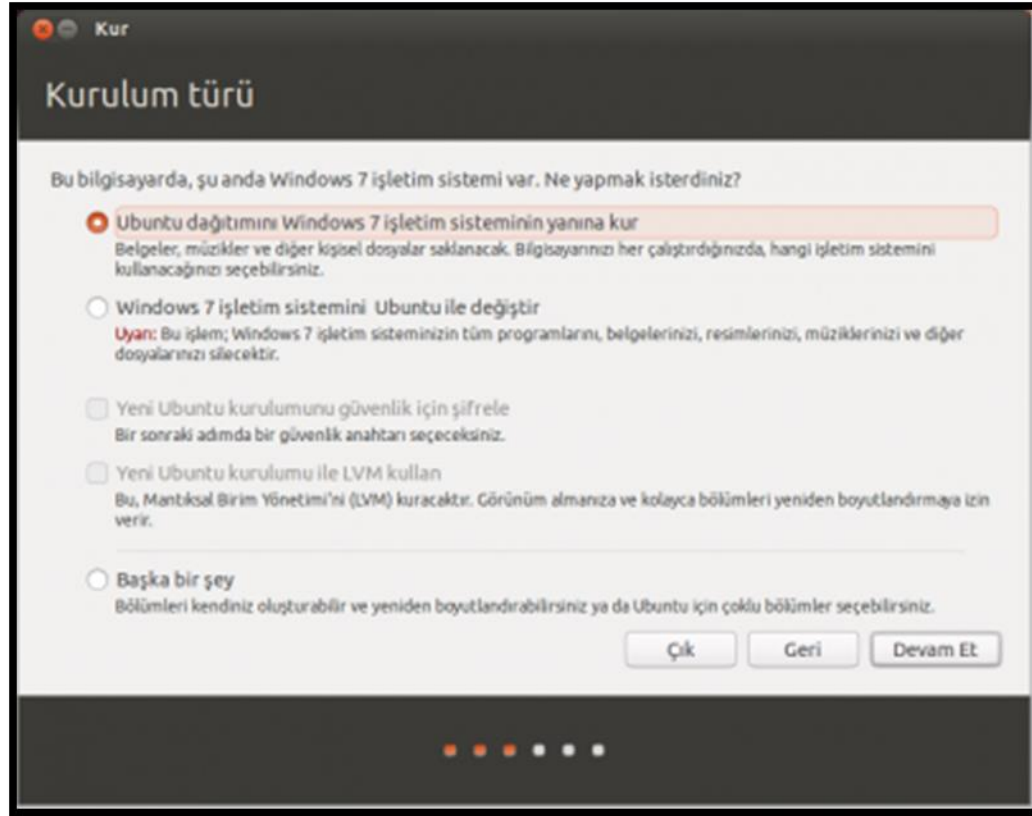 Kur
Kurulum türü
Bu bilgisayarda, şu anda Windows 7 işletim sistemi var. Ne yapmak isterdiniz?
Ubuntu dağıtımını Windows 7 işletim sisteminin yanına kur
Belgeler, müzikler ve diğer kişisel dosyalar saklanacak. Bilgisayarınızı her çalıştırdığınızda, hangi işletim sistemini
kullanacağınızı seçebilirsiniz.
Windows 7 işletim sistemini Ubuntu ile değiştir
Uyarı: Bu işlem; Windows 7 işletim sisteminizin tüm programlarını, belgelerinizi, resimlerinizi, müziklerinizi ve diğer
dosyalarınızı silecektir.
Yeni Ubuntu kurulumunu güvenlik için şifrele
Bir sonraki adımda bir güvenlik anahtarı seçeceksiniz.
Yeni Ubuntu kurulumu ile LVM kullan
Bu, Mantıksal Birim Yönetimi'ni (LVM) kuracaktır. Görünüm almanıza ve kolayca bölümleri yeniden boyutlandırmaya izin
verir.
Başka bir şey
Bölümleri kendiniz oluşturabilir ve yeniden boyutlandırabilirsiniz ya da Ubuntu için çoklu bölümler seçebilirsiniz.
Çık Geri Devam Et